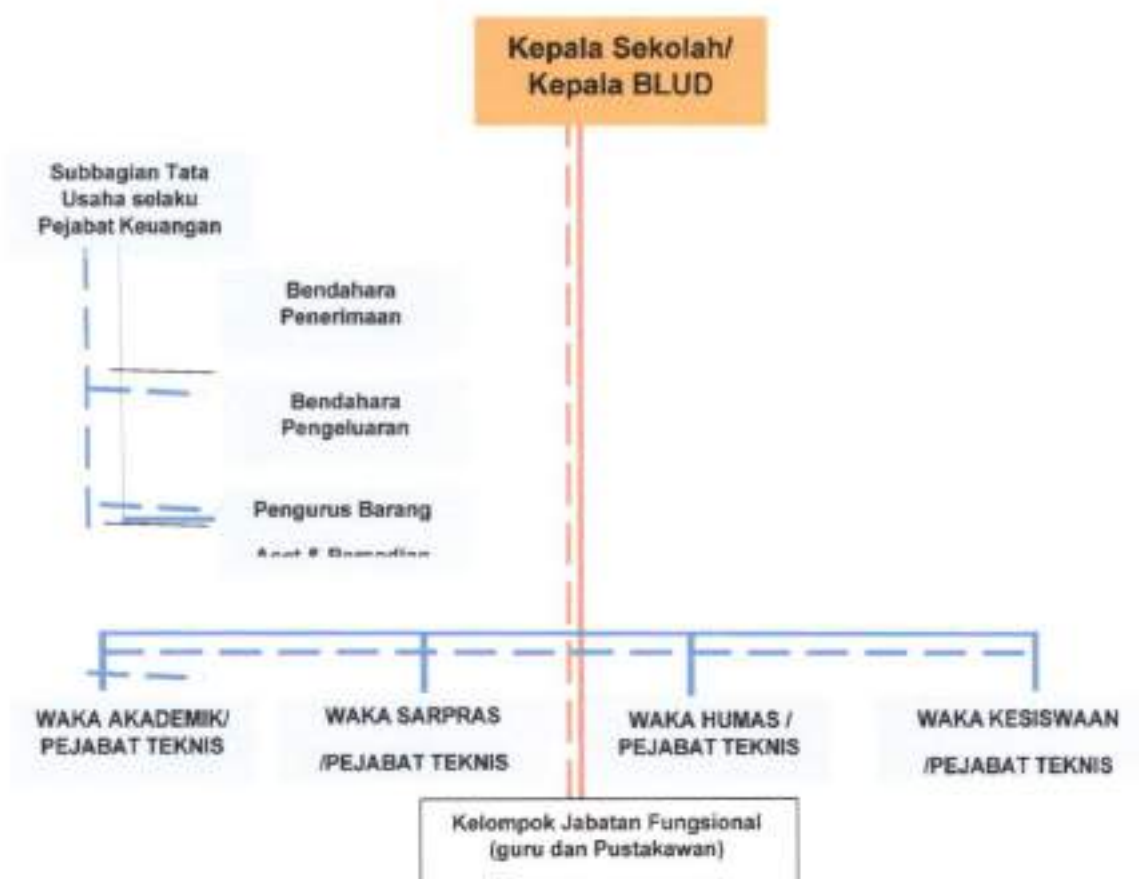 Kepala Sekolah/
Kepala BLUD
Subbagian Tata
Usaha selaku
Pejabat Keuangan
Bendahara
Penerimaan
Bendahara
Pengeluaran
Pengurus Barang
WAKA AKADEMIK/
PEJABAT TEKNIS
WAKA SARPRAS
/PEJABAT TEKNIS
WAKA HUMAS /
PEJABAT TEKNIS
WAKA KESISWAAN
/PEJABAT TEKNIS
Kelompok Jabatan Fungsional
(guru dan Pustakawan)